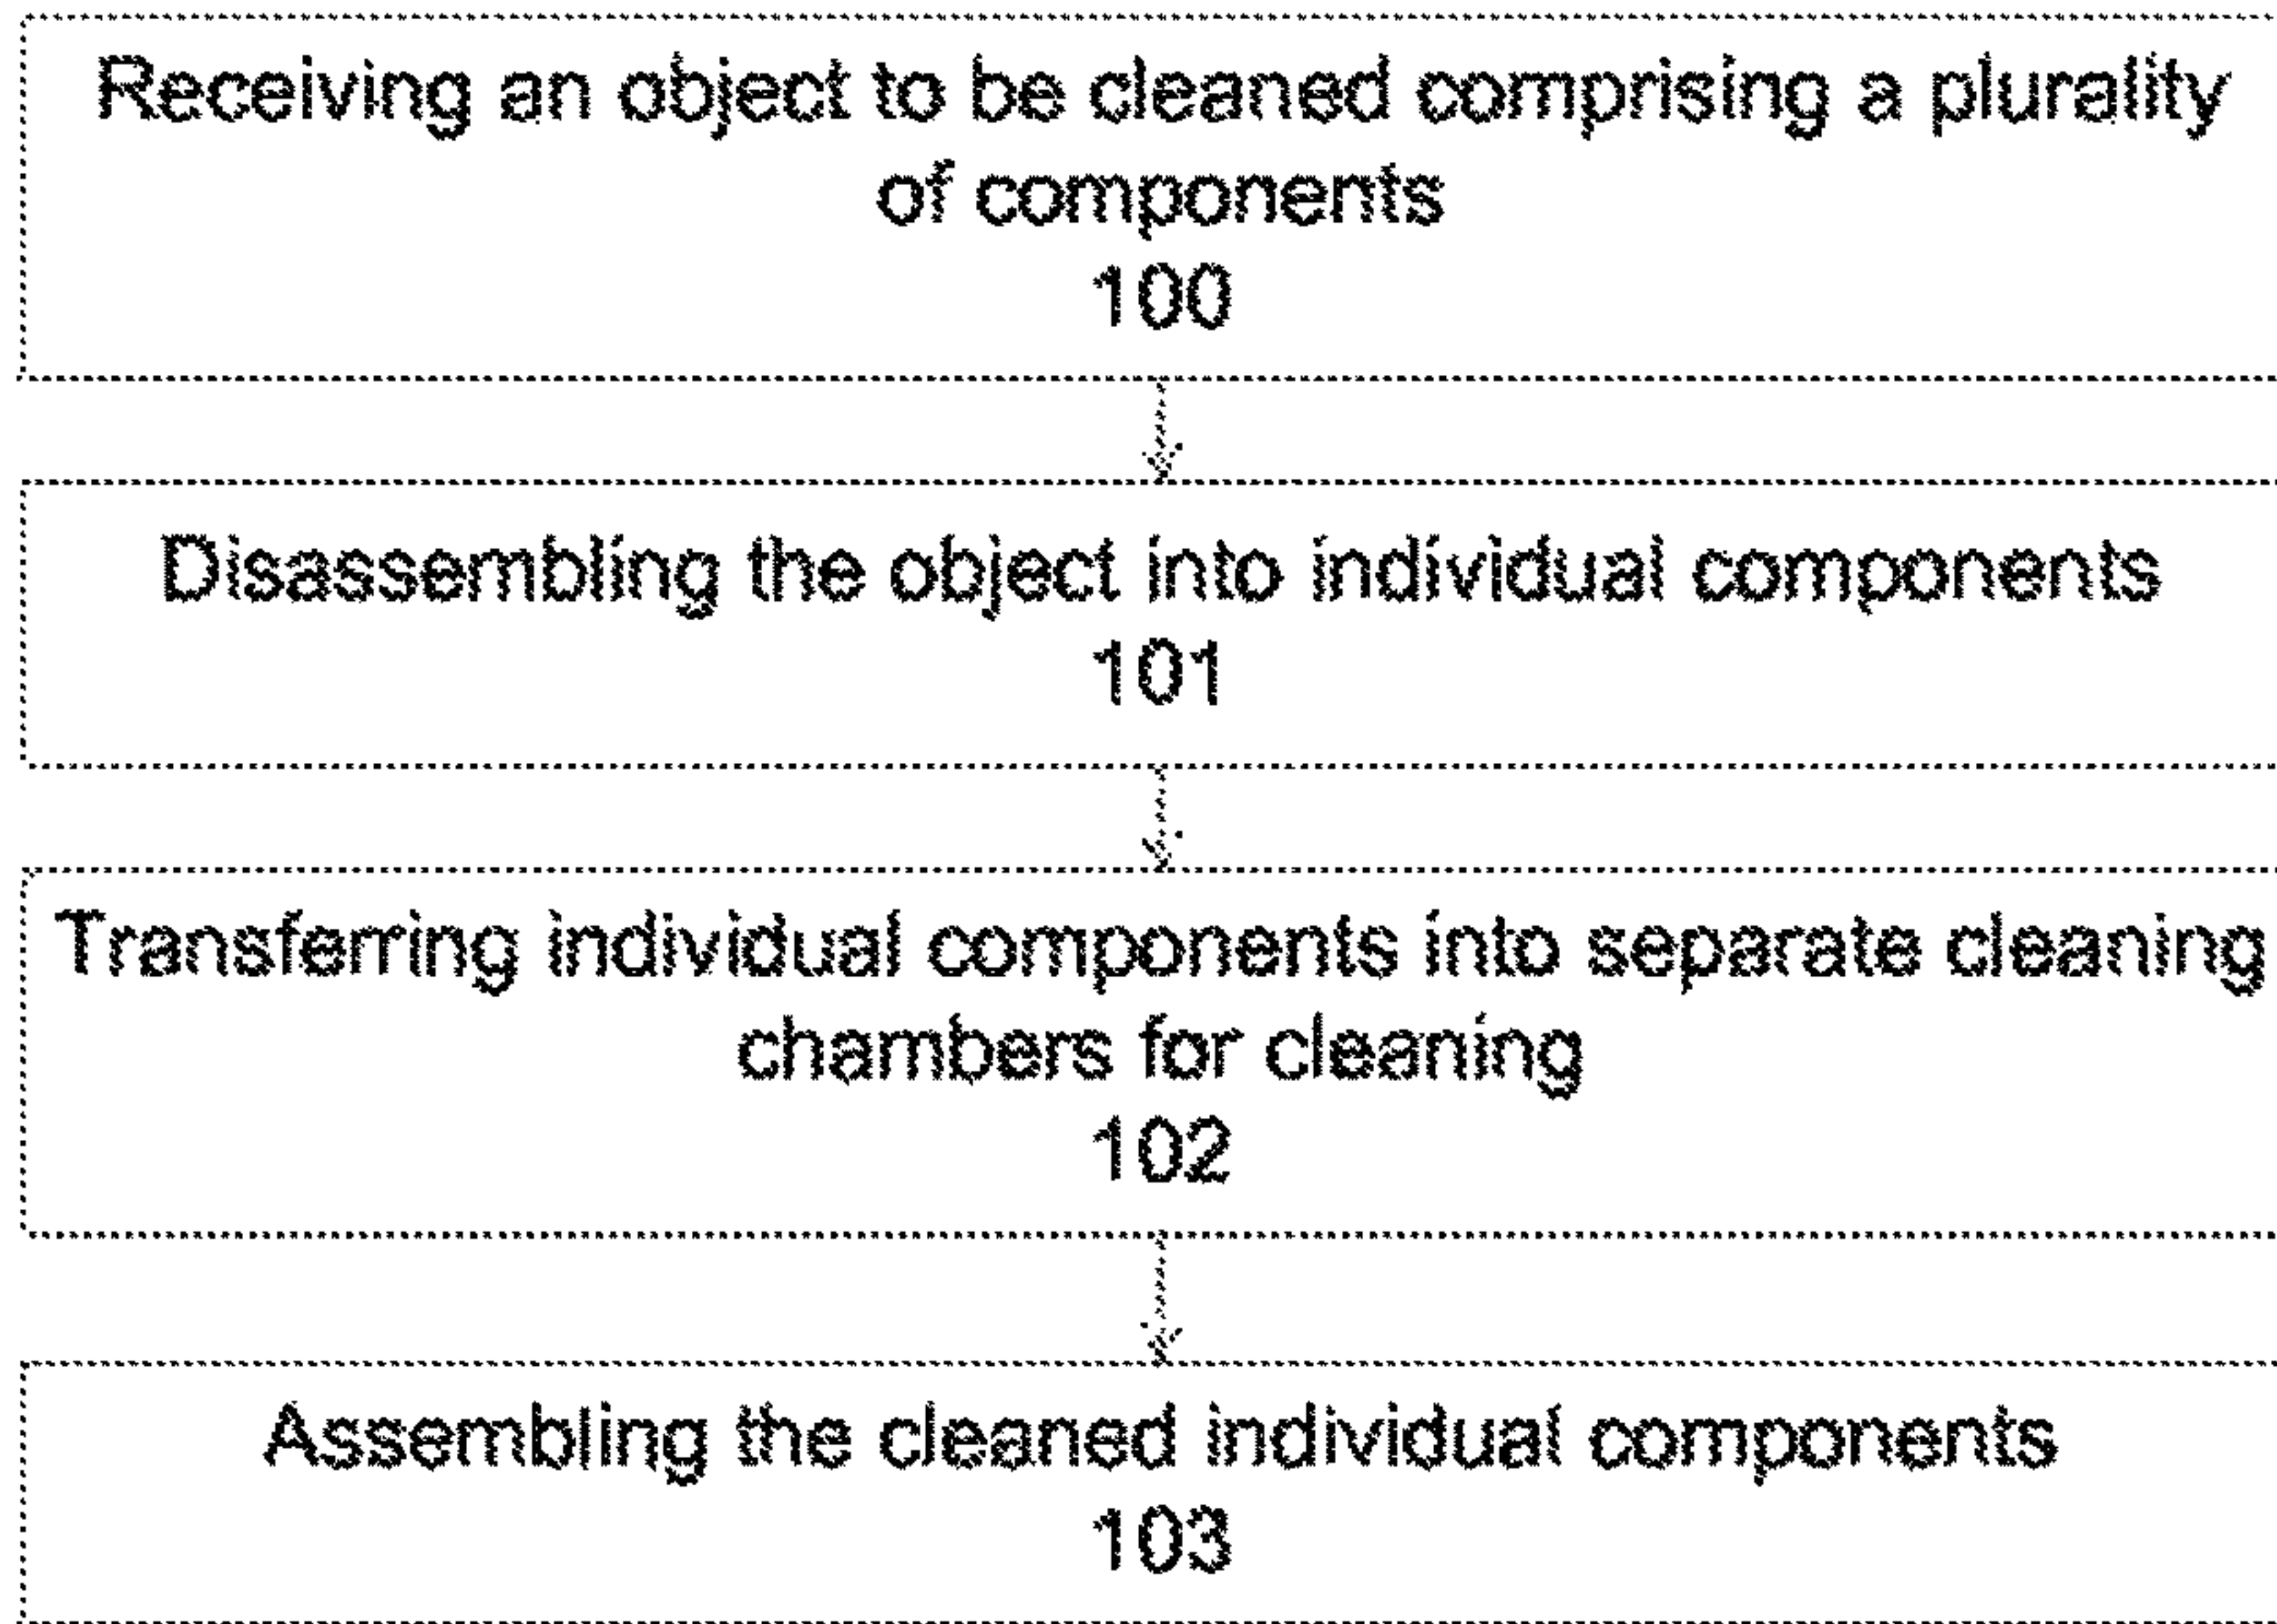 Receiving an object to be cleaned comprising a plurality
of components
100
Disassembling the object into individual components
101
Transferring individual components into separate cleaning
chambers for cleaning
102
Assembling the cleaned individual components
103